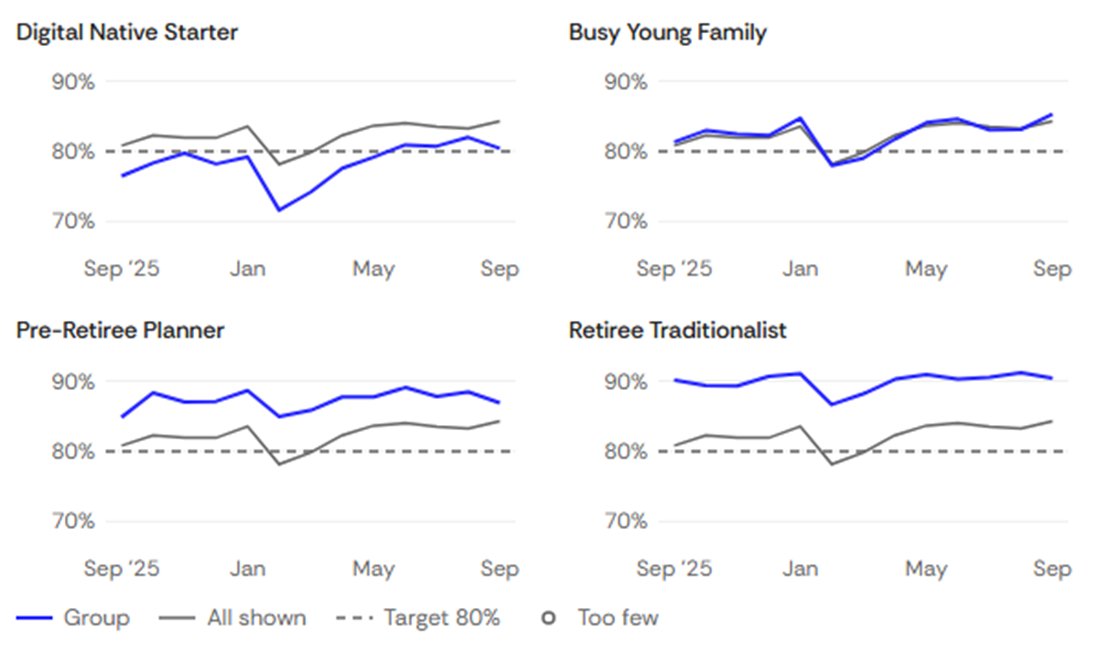 Digital Native Starter
90%
80%
70%
Sep '25 Jan May Sep
Busy Young Family
90%
80%
70%
Sep '25 Jan May Sep
Pre-Retiree Planner
90%
80%
70%
Sep '25 Jan May Sep
Retiree Traditionalist
90%
80%
70%
Sep '25 Jan May Sep
Group All shown Target 80% Too few